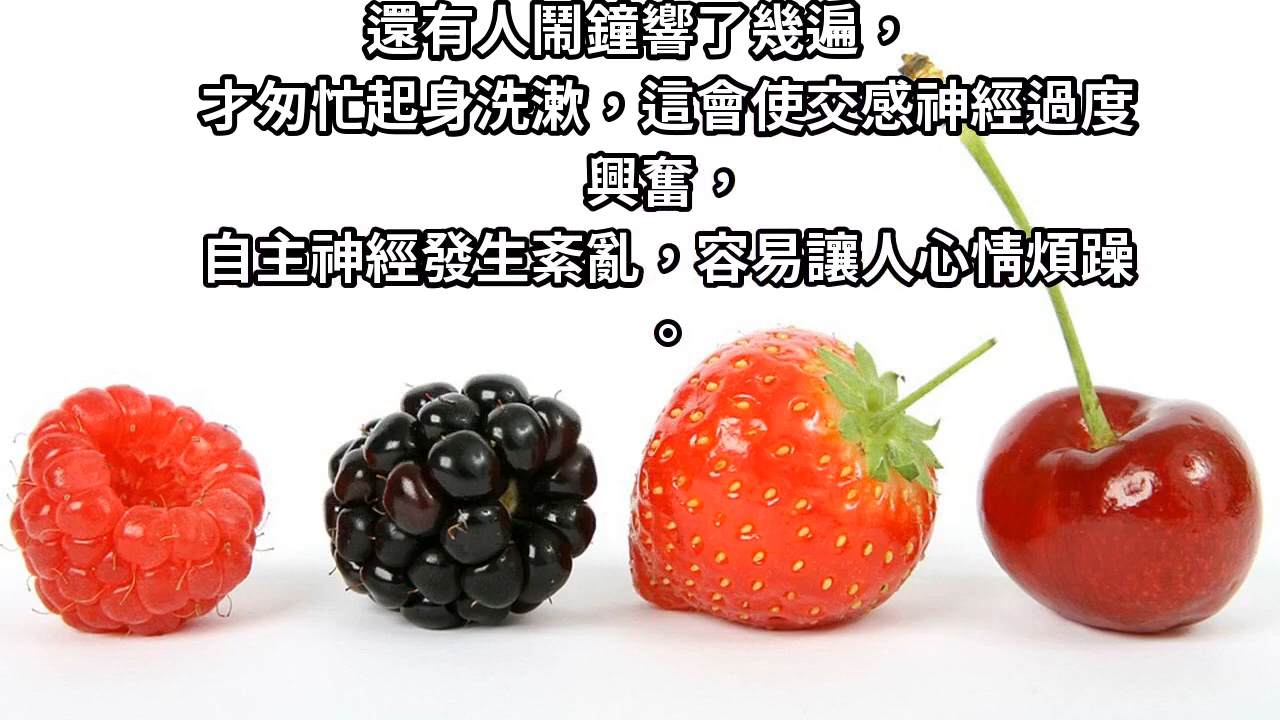 還有人鬧鐘響了幾遍，
才匆忙起身洗漱，這會使交感神經過度
興奮，
自主神經發生紊亂，容易讓人心情煩躁
。